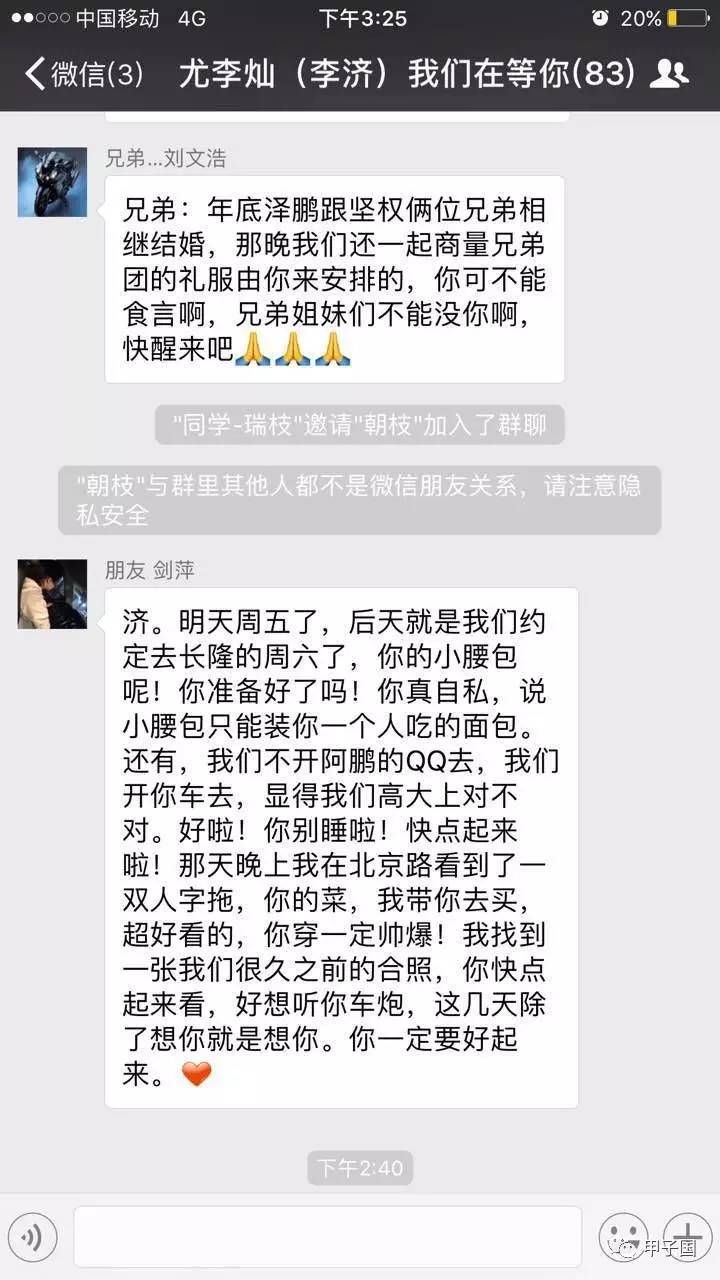 中国移动 4G 下午3:25 20%
微信(3) 尤李灿（李济）我们在等你(83)
兄弟...刘文浩
兄弟：年底泽鹏跟坚权俩位兄弟相
继结婚，那晚我们还一起商量兄弟
团的礼服由你来安排的，你可不能
食言啊，兄弟姐妹们不能没你啊，
快醒来吧🙏🙏🙏
"同学-瑞枝"邀请"朝枝"加入了群聊
"朝枝"与群里其他人都不是微信朋友关系，请注意隐
私安全
朋友 剑萍
济。明天周五了，后天就是我们约
定去长隆的周六了，你的小腰包
呢！你准备好了吗！你真自私，说
小腰包只能装你一个人吃的面包。
还有，我们不开阿鹏的QQ去，我们
开你车去，显得我们高大上对不
对。好啦！你别睡啦！快点起来
啦！那天晚上我在北京路看到了一
双人字拖，你的菜，我带你去买，
超好看的，你穿一定帅爆！我找到
一张我们很久之前的合照，你快点
起来看，好想听你车炮，这几天除
了想你就是想你。你一定要好起
来。❤️
下午2:40
甲子国